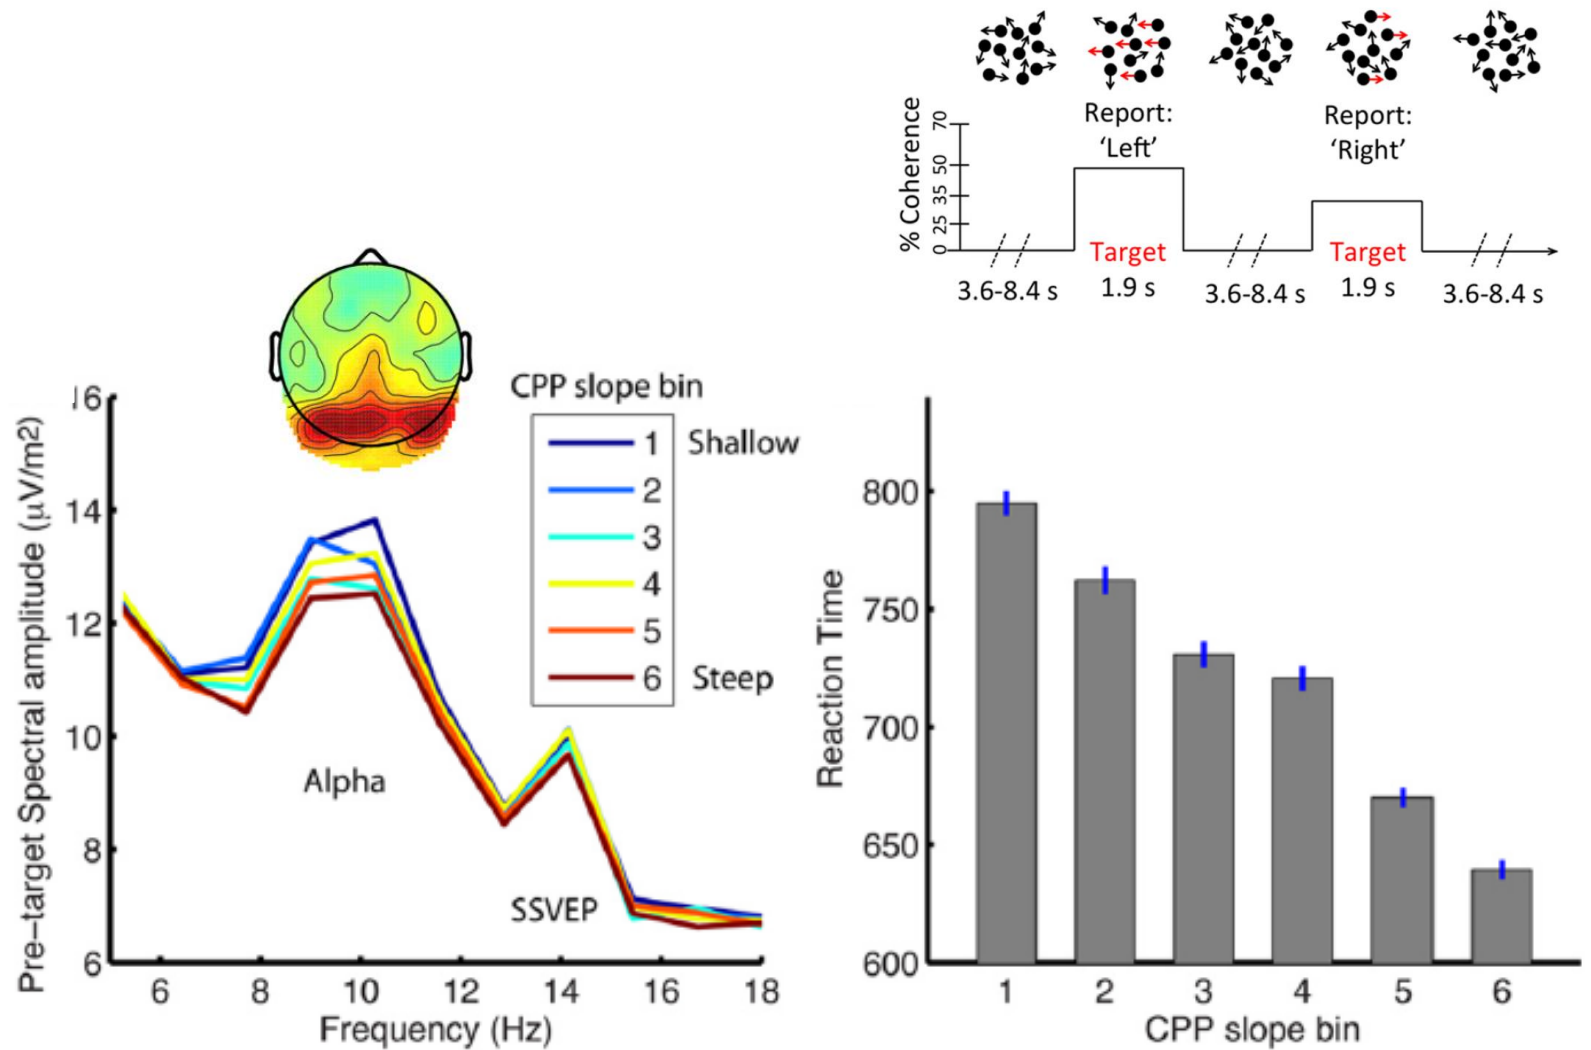 % Coherence
70
50
35
25
0
Report:
‘Left’
Report:
‘Right’
Target
Target
3.6-8.4 s
1.9 s
3.6-8.4 s
1.9 s
3.6-8.4 s
Pre-target Spectral amplitude (μV/m2)
16
14
12
10
8
6
CPP slope bin
1 Shallow
2
3
4
5
6 Steep
Alpha
SSVEP
6 8 10 12 14 16 18
Frequency (Hz)
Reaction Time
800
750
700
650
600
1 2 3 4 5 6
CPP slope bin